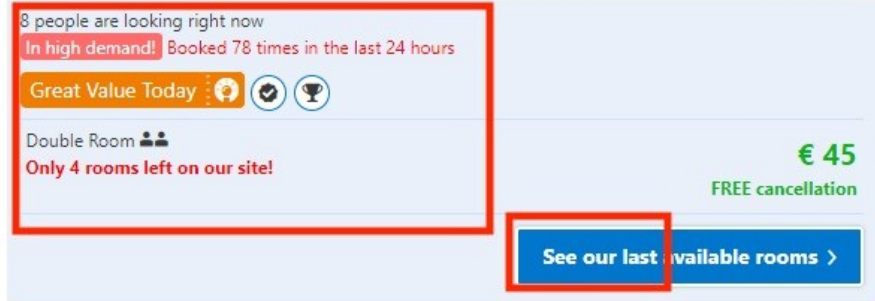 8 people are looking right now
In high demand! Booked 78 times in the last 24 hours
Great Value Today
Double Room
Only 4 rooms left on our site!
€ 45
FREE cancellation
See our last available rooms >